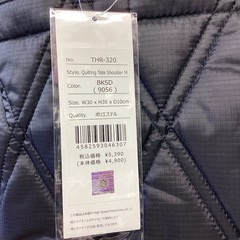 No. THR-320
Style. Quilting Tote Shoulder M
Color. BKSD
( 9056 )
Size. W30 x H36 x D10cm
Quality. ポリエステル
4582593046307
税込価格 ¥5,390
(本体価格 ¥4,900)